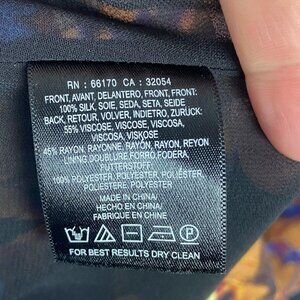 RN : 66170 CA : 32054
FRONT, AVANT, DELANTERO, FRONT, FRONT:
100% SILK, SOIE, SEDA, SETA, SEIDE
BACK, RETOUR, VOLVER, INDIETRO, ZURÜCK:
55% VISCOSE, VISCOSE, VISCOSA,
VISCOSA, VISKOSE
45% RAYON, RAYONNE, RAYÓN, RAYON, REYON
LINING, DOUBLURE, FORRO, FODERA,
FUTTERSTOFF:
100% POLYESTER, POLYESTER, POLIÉSTER,
POLIESTERE, POLYESTER
MADE IN CHINA/
HECHO EN CHINA/
FABRIQUE EN CHINE
P
FOR BEST RESULTS DRY CLEAN